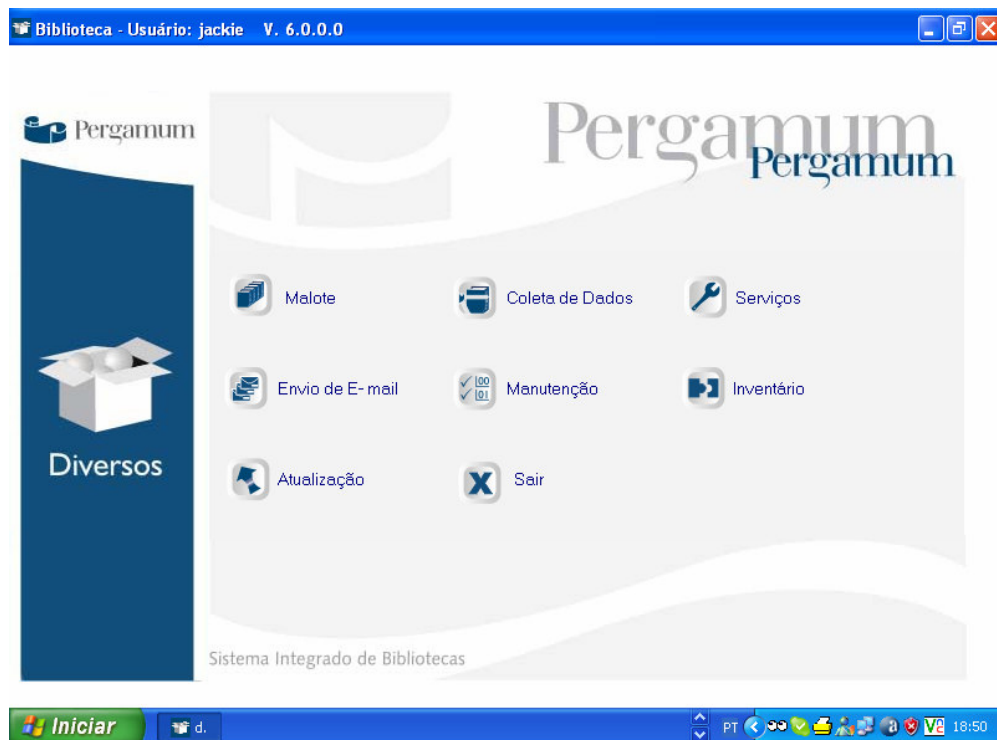 Biblioteca - Usuário: jackie V. 6.0.0.0
Pergamum
Pergamum
Pergamum
Malote
Coleta de Dados
Serviços
Envio de E- mail
Manutenção
Inventário
Diversos
Atualização
Sair
Sistema Integrado de Bibliotecas
Iniciar
d.
PT
18:50